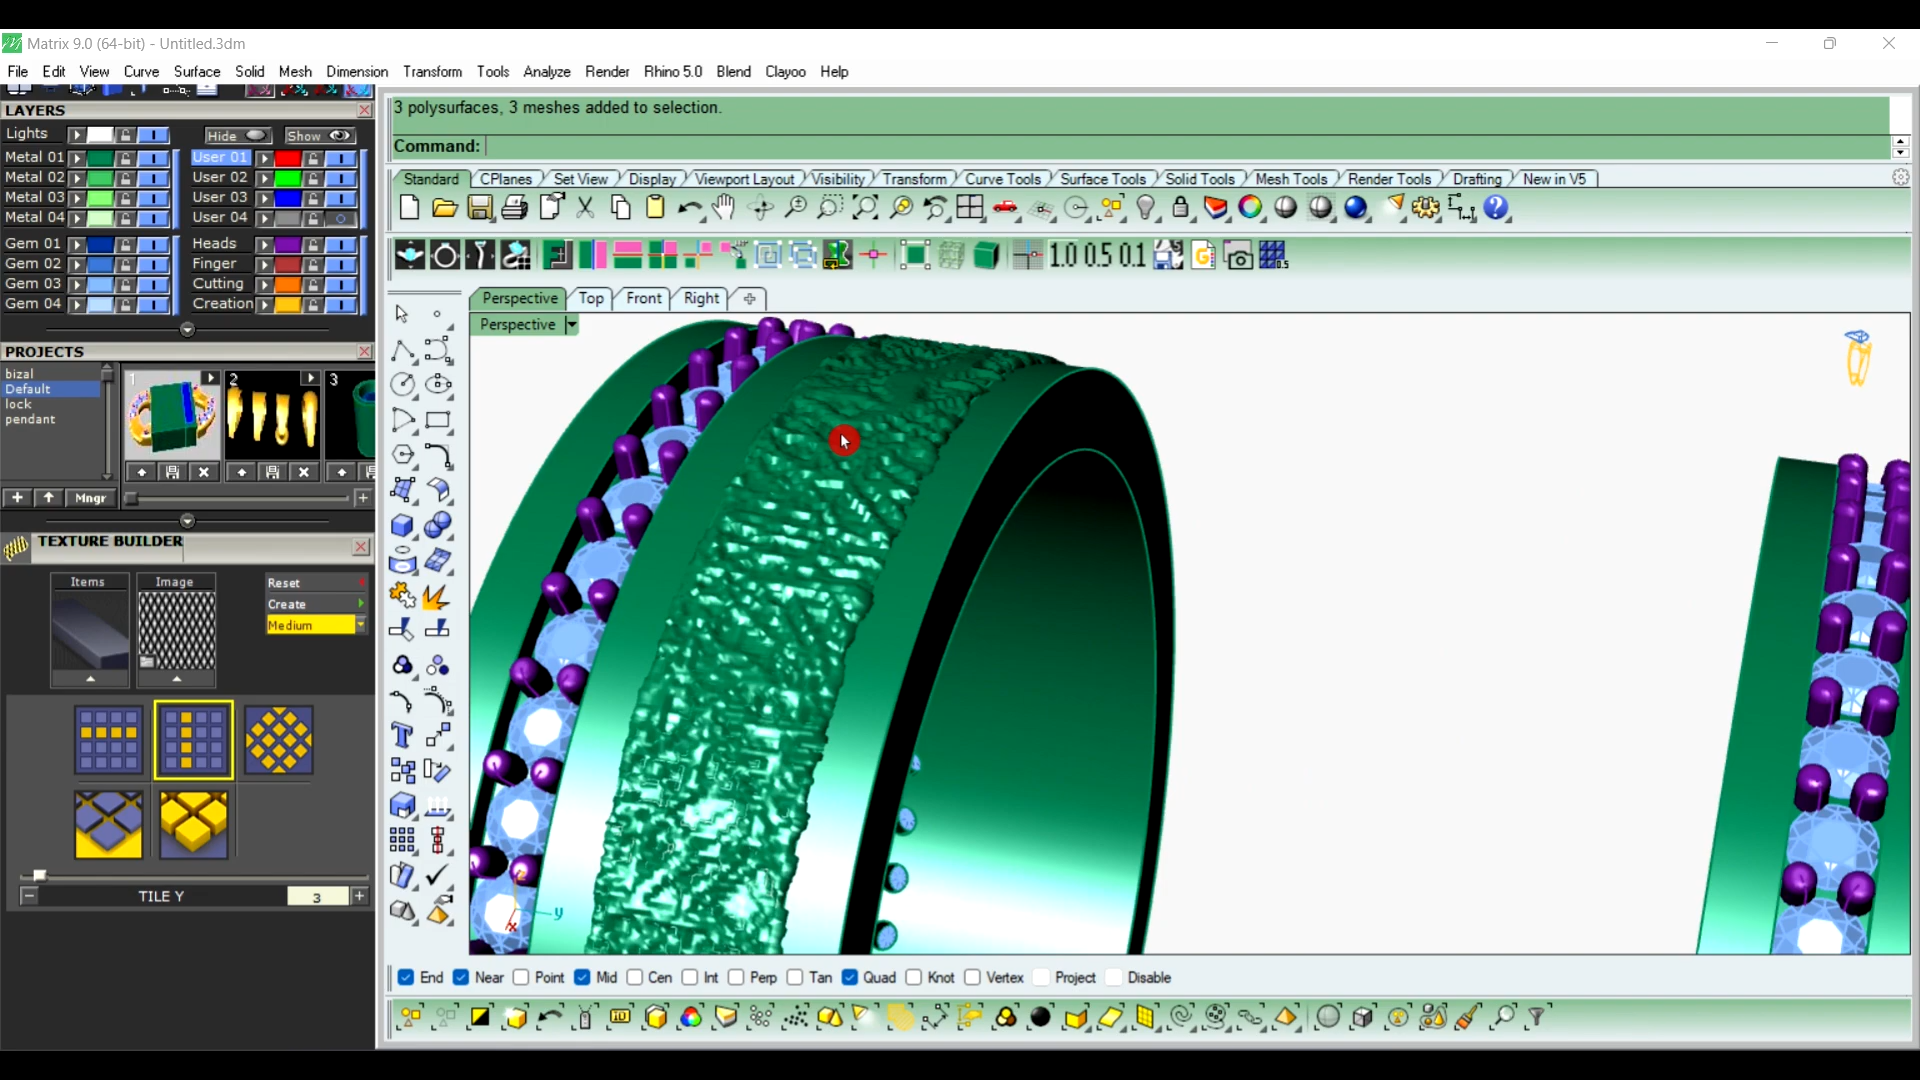 Matrix 9.0 (64-bit) - Untitled.3dm
File Edit View Curve Surface Solid Mesh Dimension Transform Tools Analyze Render Rhino 5.0 Blend Clayoo Help
LAYERS
Lights Hide Show
Metal 01 User 01
Metal 02 User 02
Metal 03 User 03
Metal 04 User 04
Gem 01 Heads
Gem 02 Finger
Gem 03 Cutting
Gem 04 Creation
PROJECTS
bizal
Default
lock
pendant
1 2 3
Mngr
TEXTURE BUILDER
Items Image
Reset
Create
Medium
TILE Y 3
3 polysurfaces, 3 meshes added to selection.
Command:
Standard CPlanes Set View Display Viewport Layout Visibility Transform Curve Tools Surface Tools Solid Tools Mesh Tools Render Tools Drafting New in V5
1.0 0.5 0.1 0.5
Perspective Top Front Right
Perspective
y
x
End Near Point Mid Cen Int Perp Tan Quad Knot Vertex Project Disable